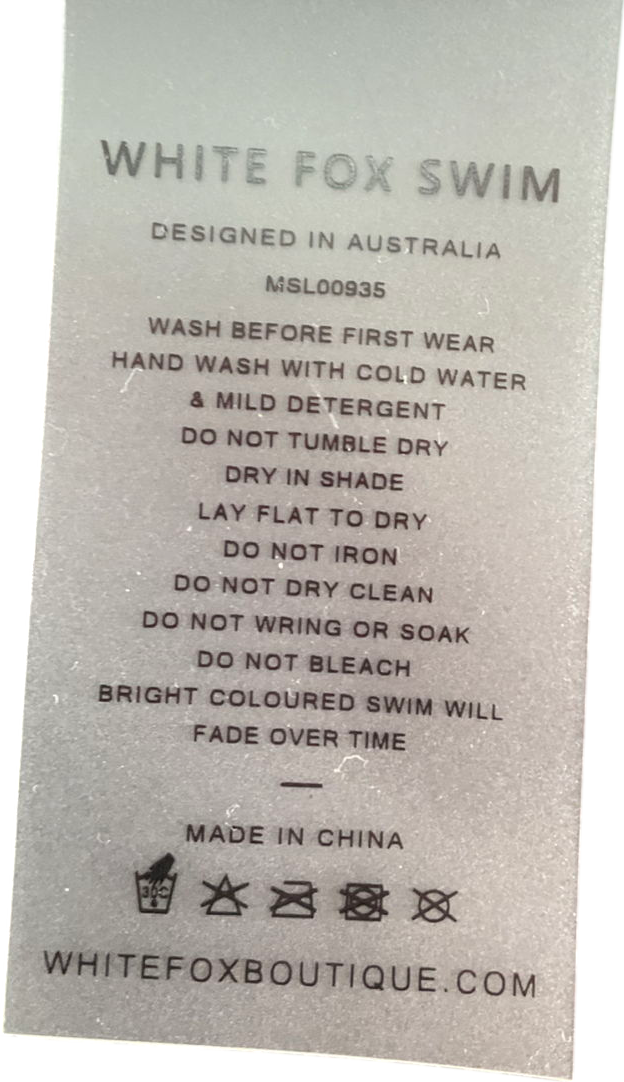 WHITE FOX SWIM
DESIGNED IN AUSTRALIA
MSL00935
WASH BEFORE FIRST WEAR
HAND WASH WITH COLD WATER
& MILD DETERGENT
DO NOT TUMBLE DRY
DRY IN SHADE
LAY FLAT TO DRY
DO NOT IRON
DO NOT DRY CLEAN
DO NOT WRING OR SOAK
DO NOT BLEACH
BRIGHT COLOURED SWIM WILL
FADE OVER TIME
—
MADE IN CHINA
30C
WHITEFOXBOUTIQUE.COM